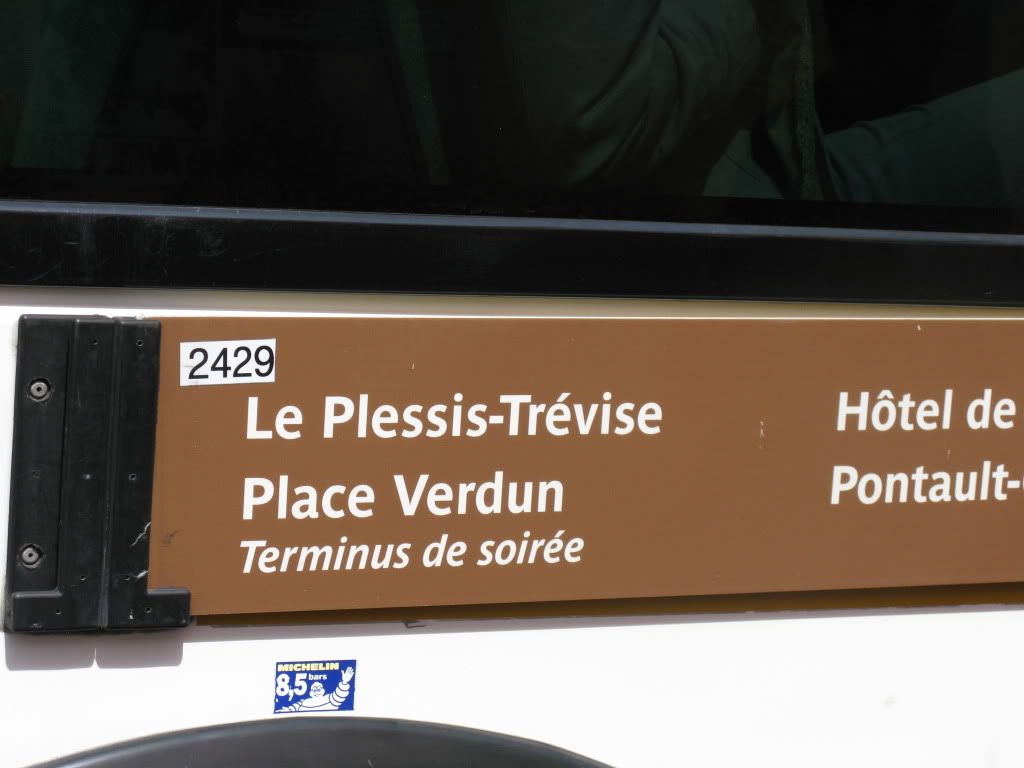 2429
Le Plessis-Trévise
Place Verdun
Terminus de soirée
Hôtel de
Pontault-
MICHELIN
8,5 bars